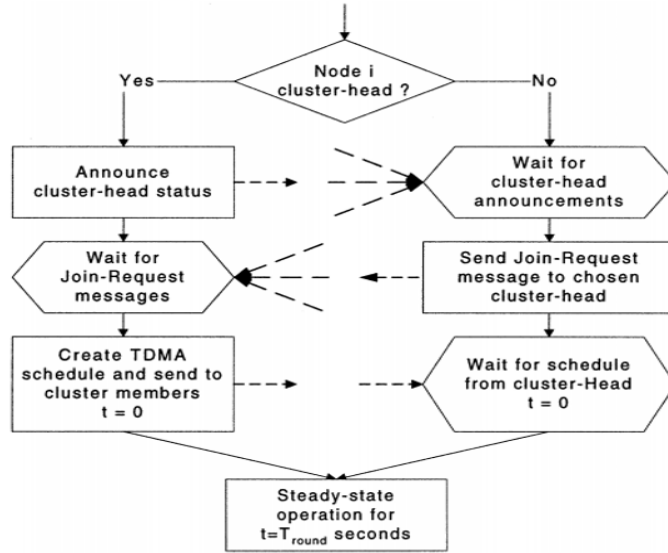 Node i
cluster-head ?
Yes
No
Announce
cluster-head status
Wait for
cluster-head
announcements
Wait for
Join-Request
messages
Send Join-Request
message to chosen
cluster-head
Create TDMA
schedule and send to
cluster members
t = 0
Wait for schedule
from cluster-Head
t = 0
Steady-state
operation for
t=Tround seconds